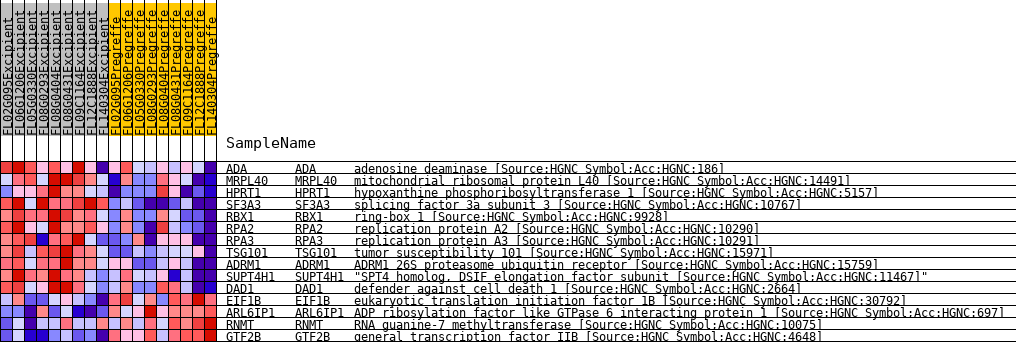 FL02G095Excipient
FL06G1206Excipient
FL05G0330Excipient
FL08G0293Excipient
FL08G0404Excipient
FL08G0431Excipient
FL09C1164Excipient
FL12C1888Excipient
FL140304Excipient
FL02G095Pregreffe
FL06G1206Pregreffe
FL05G0330Pregreffe
FL08G0293Pregreffe
FL08G0404Pregreffe
FL08G0431Pregreffe
FL09C1164Pregreffe
FL12C1888Pregreffe
FL140304Pregreffe
SampleName
ADA ADA adenosine deaminase [Source:HGNC Symbol;Acc:HGNC:186]
MRPL40 MRPL40 mitochondrial ribosomal protein L40 [Source:HGNC Symbol;Acc:HGNC:14491]
HPRT1 HPRT1 hypoxanthine phosphoribosyltransferase 1 [Source:HGNC Symbol;Acc:HGNC:5157]
SF3A3 SF3A3 splicing factor 3a subunit 3 [Source:HGNC Symbol;Acc:HGNC:10767]
RBX1 RBX1 ring-box 1 [Source:HGNC Symbol;Acc:HGNC:9928]
RPA2 RPA2 replication protein A2 [Source:HGNC Symbol;Acc:HGNC:10290]
RPA3 RPA3 replication protein A3 [Source:HGNC Symbol;Acc:HGNC:10291]
TSG101 TSG101 tumor susceptibility 101 [Source:HGNC Symbol;Acc:HGNC:15971]
ADRM1 ADRM1 ADRM1 26S proteasome ubiquitin receptor [Source:HGNC Symbol;Acc:HGNC:15759]
SUPT4H1 SUPT4H1 "SPT4 homolog, DSIF elongation factor subunit [Source:HGNC Symbol;Acc:HGNC:11467]"
DAD1 DAD1 defender against cell death 1 [Source:HGNC Symbol;Acc:HGNC:2664]
EIF1B EIF1B eukaryotic translation initiation factor 1B [Source:HGNC Symbol;Acc:HGNC:30792]
ARL6IP1 ARL6IP1 ADP ribosylation factor like GTPase 6 interacting protein 1 [Source:HGNC Symbol;Acc:HGNC:697]
RNMT RNMT RNA guanine-7 methyltransferase [Source:HGNC Symbol;Acc:HGNC:10075]
GTF2B GTF2B general transcription factor IIB [Source:HGNC Symbol;Acc:HGNC:4648]